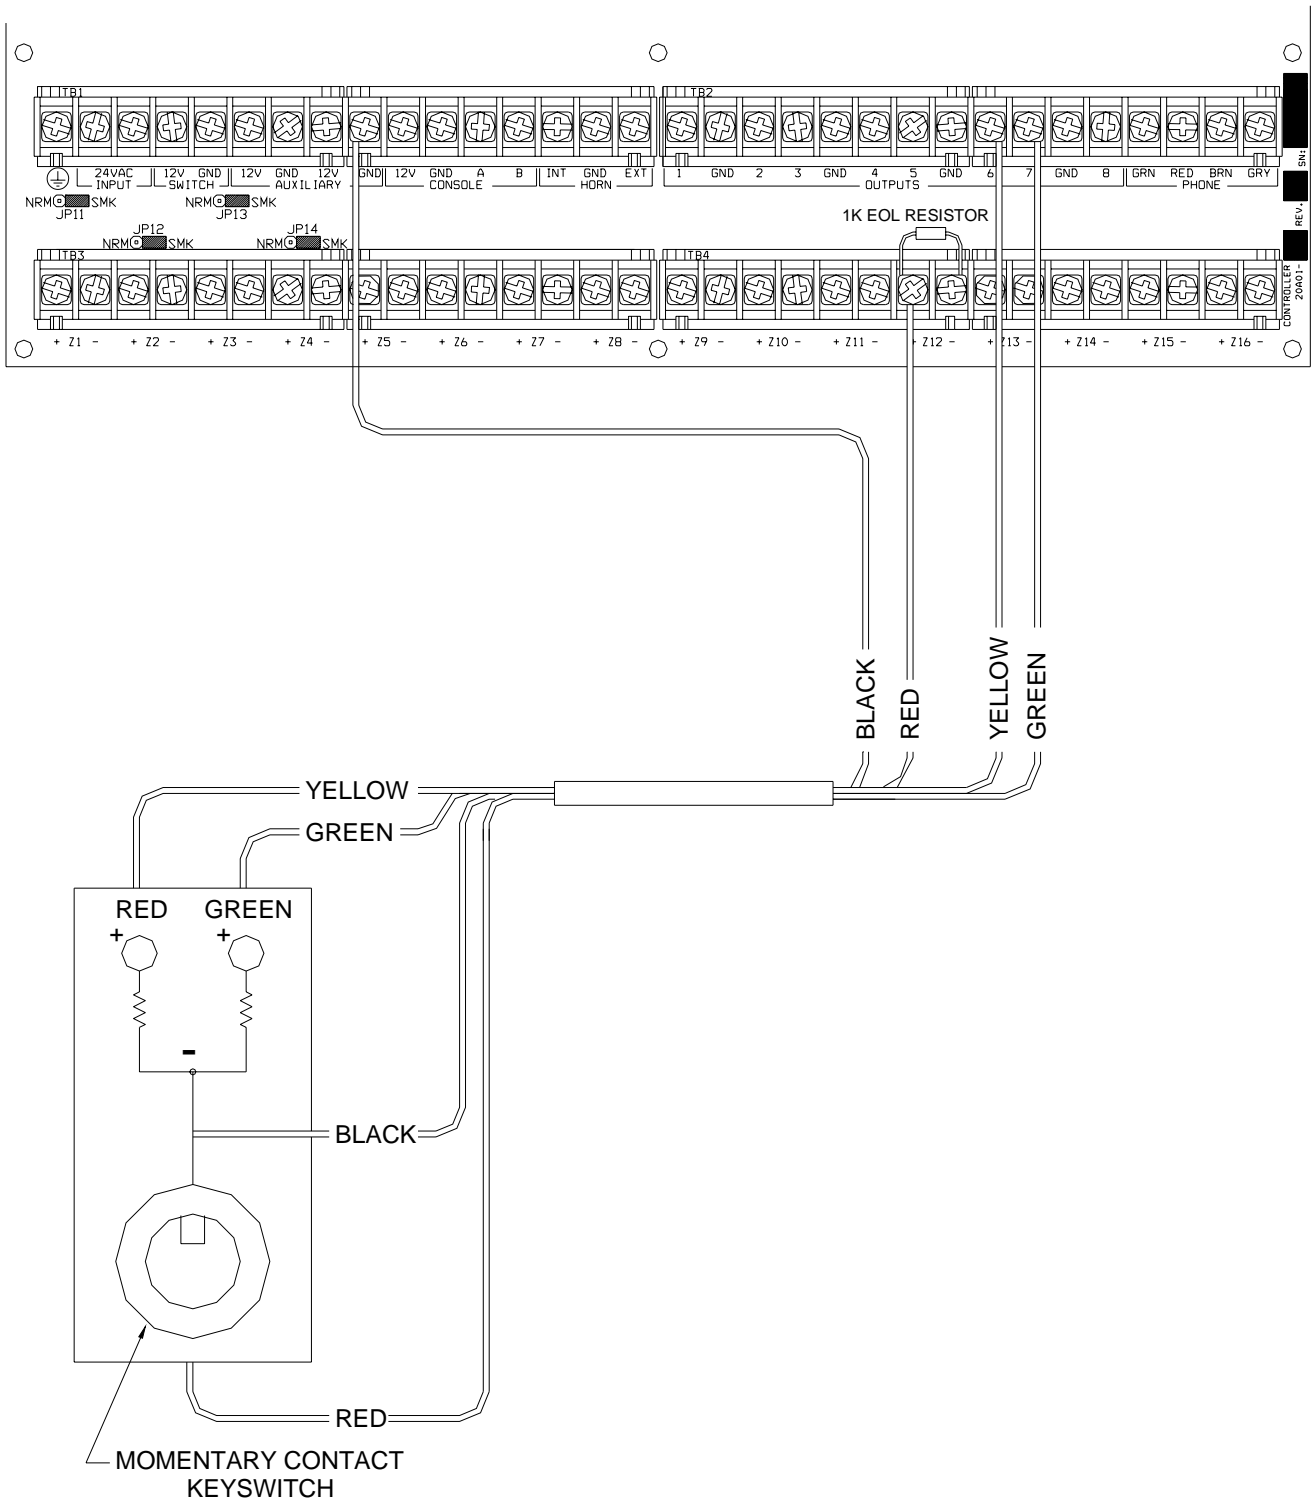 TB1 TB2
24VAC 12V GND 12V GND 12V GND 12V GND A B INT GND EXT 1 GND 2 3 GND 4 5 GND 6 7 GND 8 GRN RED BRN GRY
INPUT SWITCH AUXILIARY CONSOLE HORN OUTPUTS PHONE
SN:
NRM SMK NRM SMK
JP11 JP13
REV.
1K EOL RESISTOR
JP12 JP14
NRM SMK NRM SMK
TB3 TB4
CONTROLLER
20A01-
+ Z1 - + Z2 - + Z3 - + Z4 - + Z5 - + Z6 - + Z7 - + Z8 - + Z9 - + Z10 - + Z11 - + Z12 - + Z13 - + Z14 - + Z15 - + Z16 -
BLACK
RED
YELLOW
GREEN
YELLOW
GREEN
RED GREEN
+ +
-
BLACK
RED
MOMENTARY CONTACT
KEYSWITCH